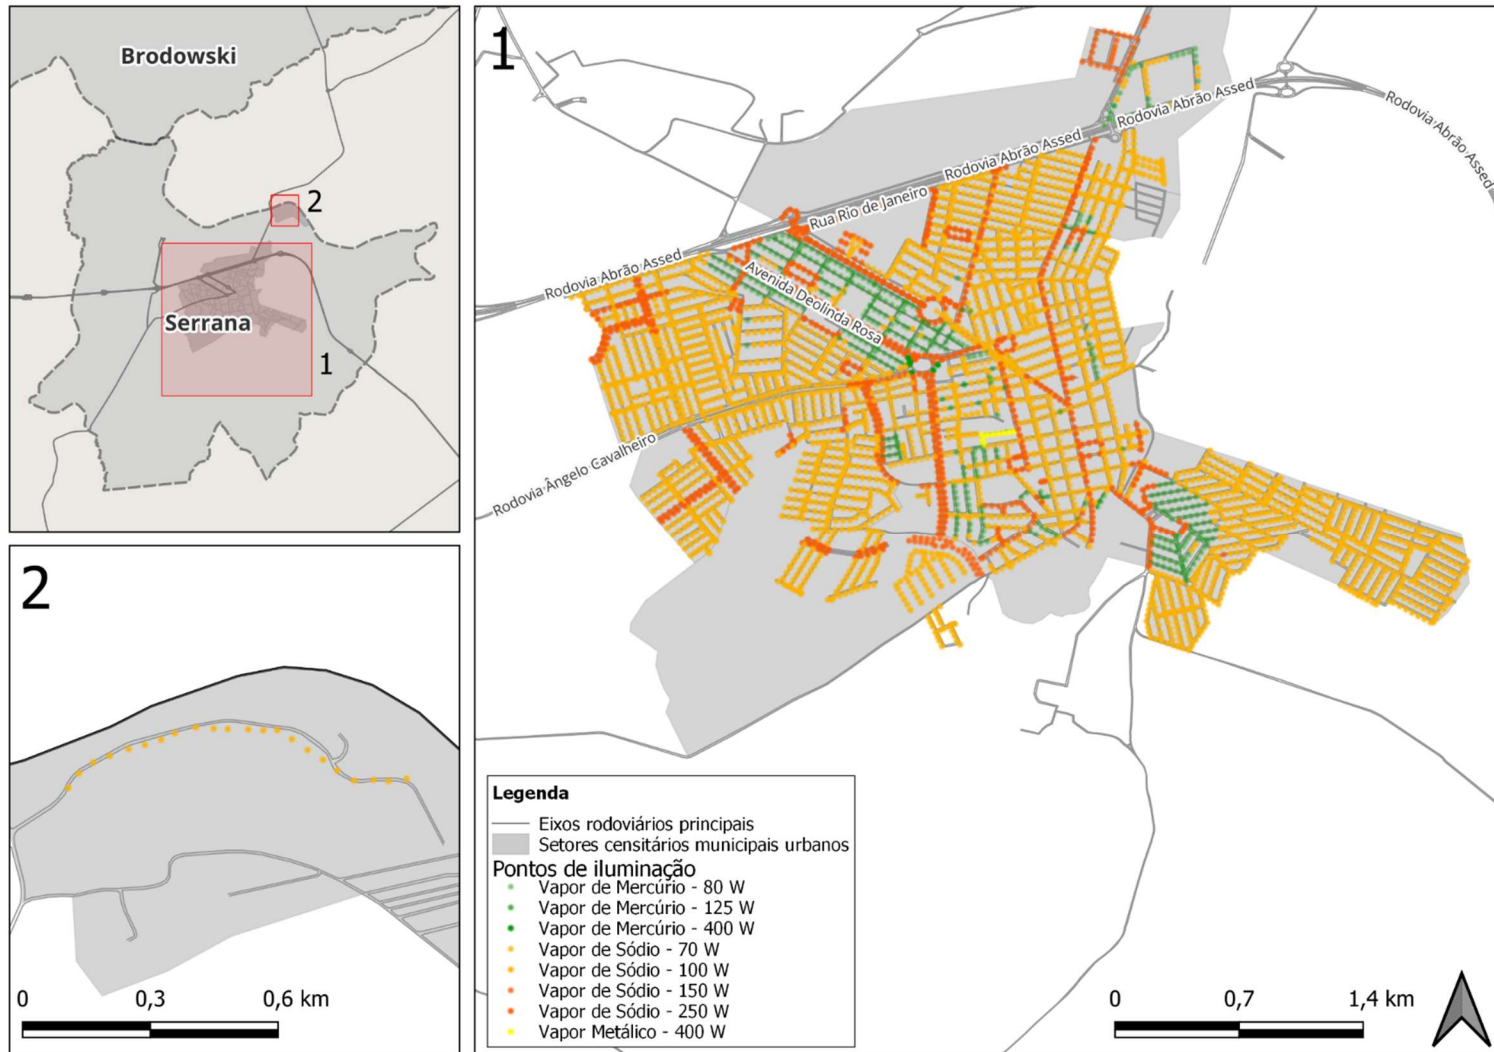 Brodowski
2
Serrana
1
2
0 0,3 0,6 km
1
Rodovia Abrão Assed
Rodovia Abrão Assed
Rodovia Abrão Assed
Rua Rio de Janeiro
Rodovia Abrão Assed
Avenida Deolinda Rosa
Rodovia Ângelo Cavalheiro
Legenda
Eixos rodoviários principais
Setores censitários municipais urbanos
Pontos de iluminação
Vapor de Mercúrio - 80 W
Vapor de Mercúrio - 125 W
Vapor de Mercúrio - 400 W
Vapor de Sódio - 70 W
Vapor de Sódio - 100 W
Vapor de Sódio - 150 W
Vapor de Sódio - 250 W
Vapor Metálico - 400 W
0 0,7 1,4 km